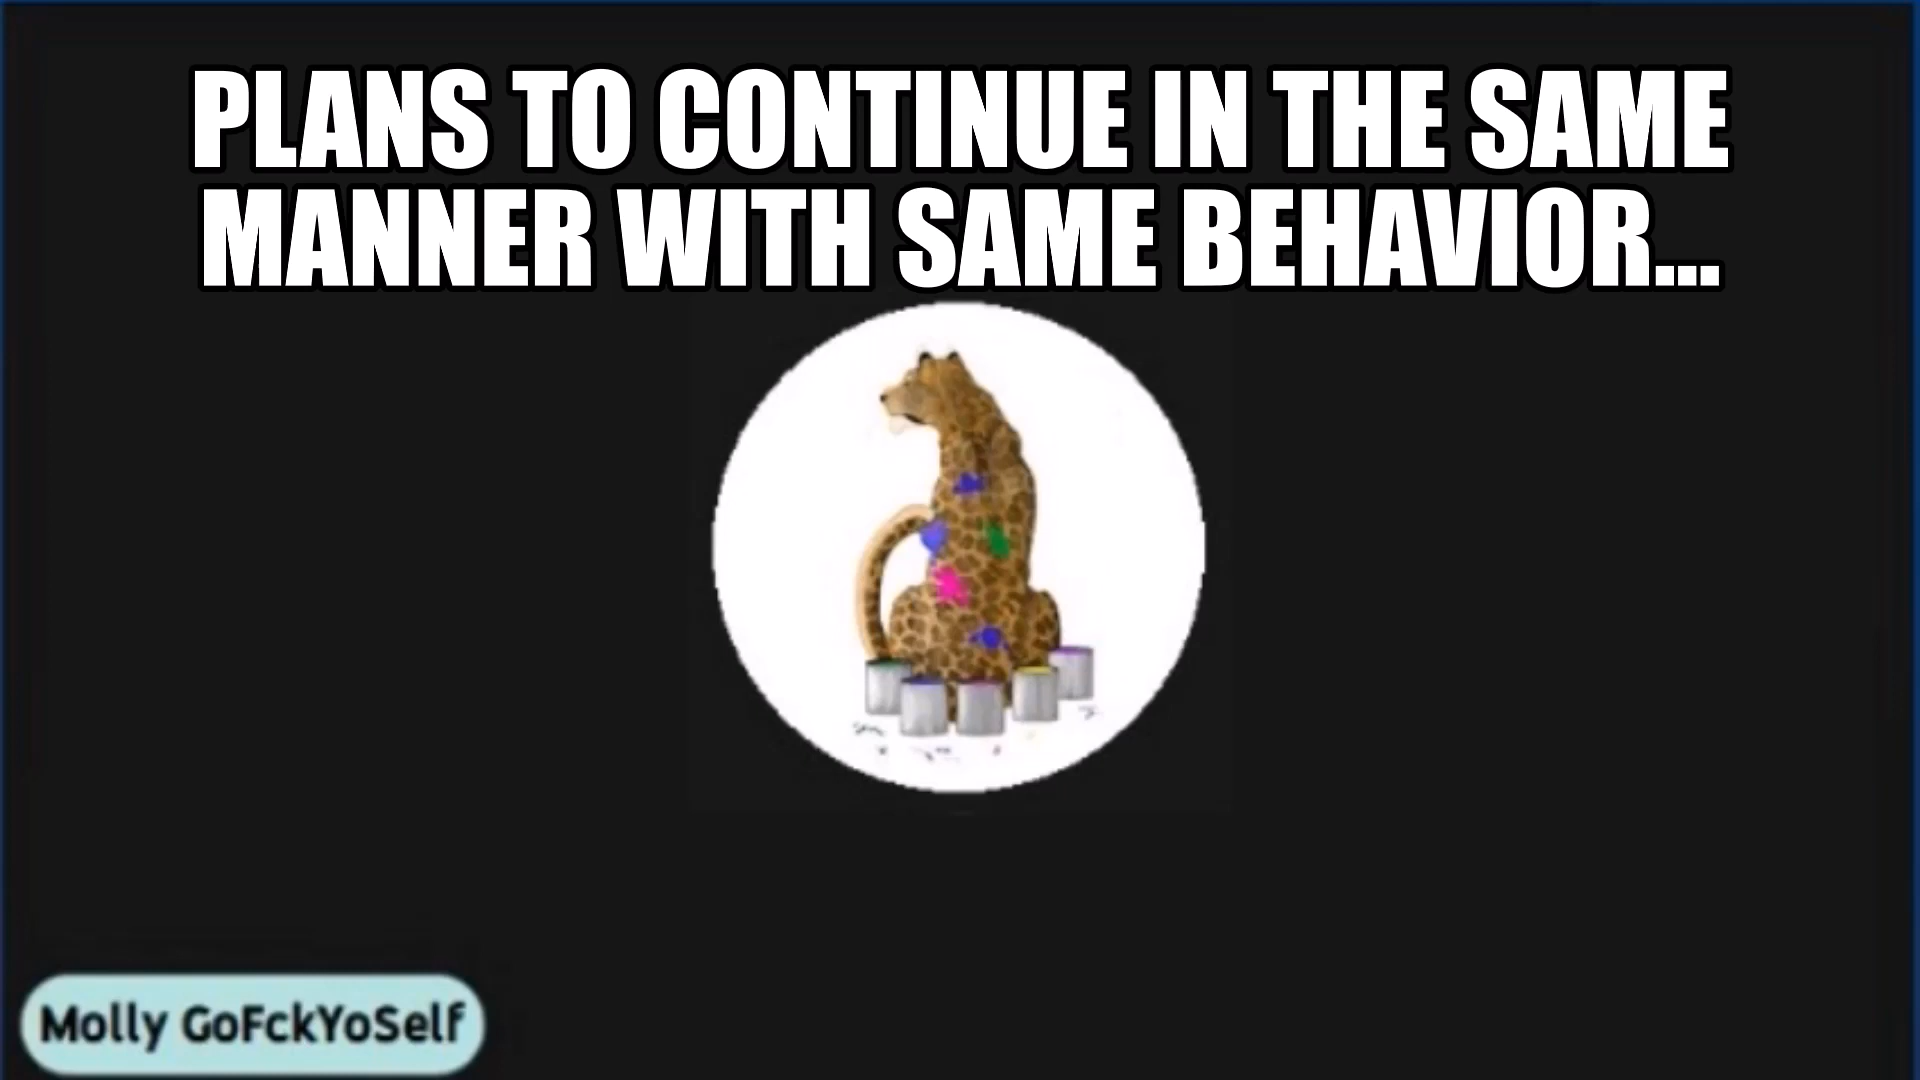 PLANS TO CONTINUE IN THE SAME
MANNER WITH SAME BEHAVIOR...
Molly GoFckYoSelf